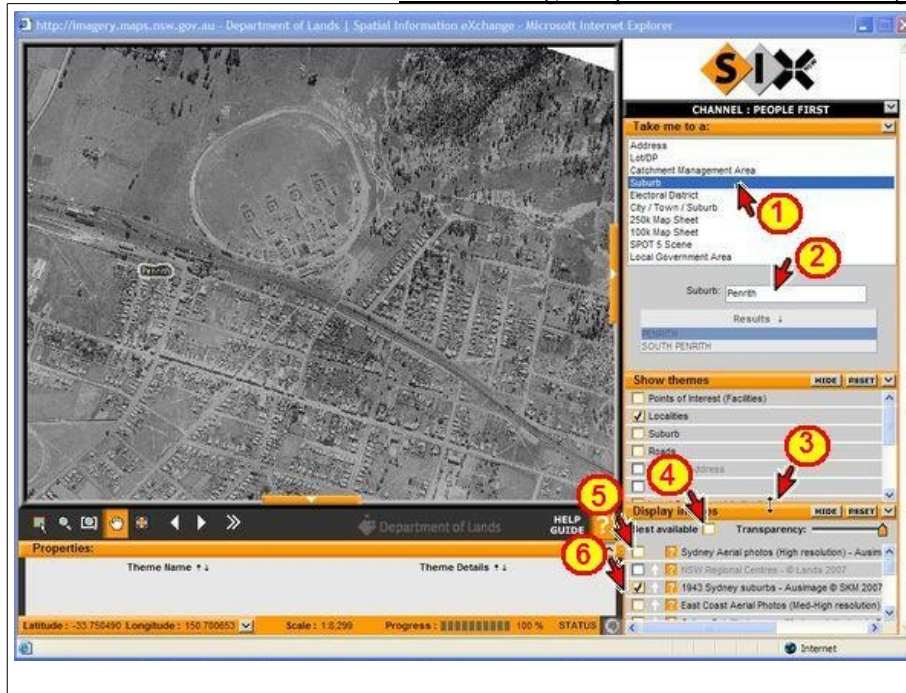 http://imagery.maps.nsw.gov.au - Department of Lands | Spatial Information eXchange - Microsoft Internet Explorer
SIX
NSW
CHANNEL : PEOPLE FIRST
Take me to a:
Address
Lot/DP
Catchment Management Area
Suburb
Electoral District
City / Town / Suburb
250k Map Sheet
100k Map Sheet
SPOT 5 Scene
Local Government Area
1
2
Suburb: Penrith
Results ↓
PENRITH
SOUTH PENRITH
Penrith
Show themes HIDE RESET
Points of Interest (Facilities)
Localities
Suburb
Roads
3
4
5
6
Display HIDE RESET
Best available Transparency:
Sydney Aerial photos (High resolution) - Ausim
NSW Regional Centres - © Lands 2007
1943 Sydney suburbs - Ausimage © SKM 2007
East Coast Aerial Photos (Med-High resolution)
Department of Lands
HELP GUIDE ?
Properties:
Theme Name ↑↓ Theme Details ↑↓
Latitude : -33.750490 Longitude : 150.700653 Scale : 1:8,299 Progress : 100 % STATUS
Internet